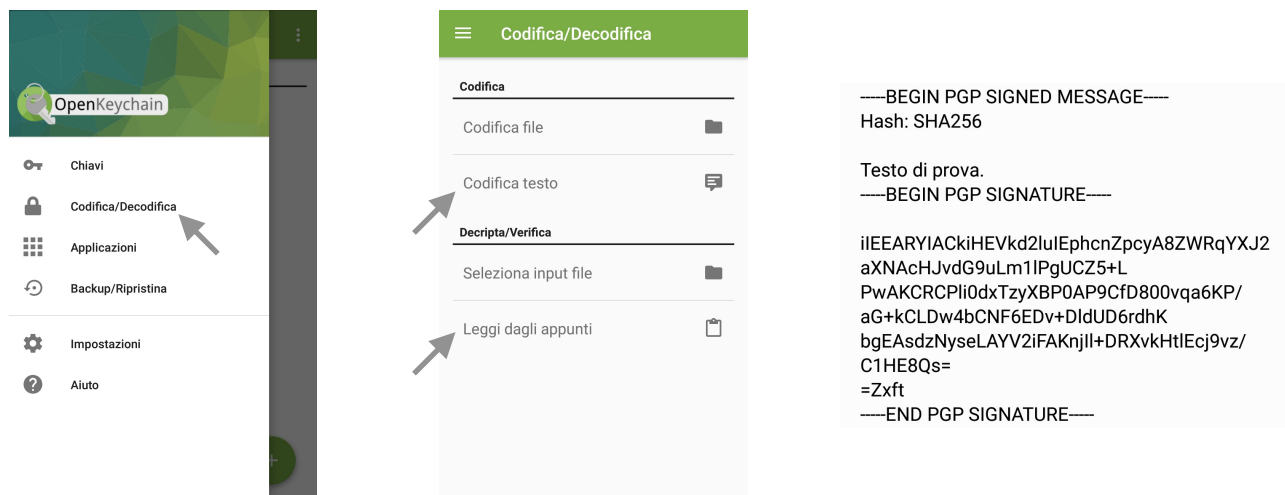 OpenKeychain
Chiavi
Codifica/Decodifica
Applicazioni
Backup/Ripristina
Impostazioni
Aiuto
Codifica/Decodifica
Codifica
Codifica file
Codifica testo
Decripta/Verifica
Seleziona input file
Leggi dagli appunti
-----BEGIN PGP SIGNED MESSAGE-----
Hash: SHA256
Testo di prova.
-----BEGIN PGP SIGNATURE-----
iIEEARYIACkiHEVkd2luIEphcnZpcyA8ZWRqYXJ2
aXNAcHJvdG9uLm1lPgUCZ5+L
PwAKCRCPli0dxTzyXBP0AP9CfD800vqa6KP/
aG+kCLDw4bCNF6EDv+DldUD6rdhK
bgEAsdzNyseLAYV2iFAKnjIl+DRXvkHtlEcj9vz/
C1HE8Qs=
=Zxft
-----END PGP SIGNATURE-----